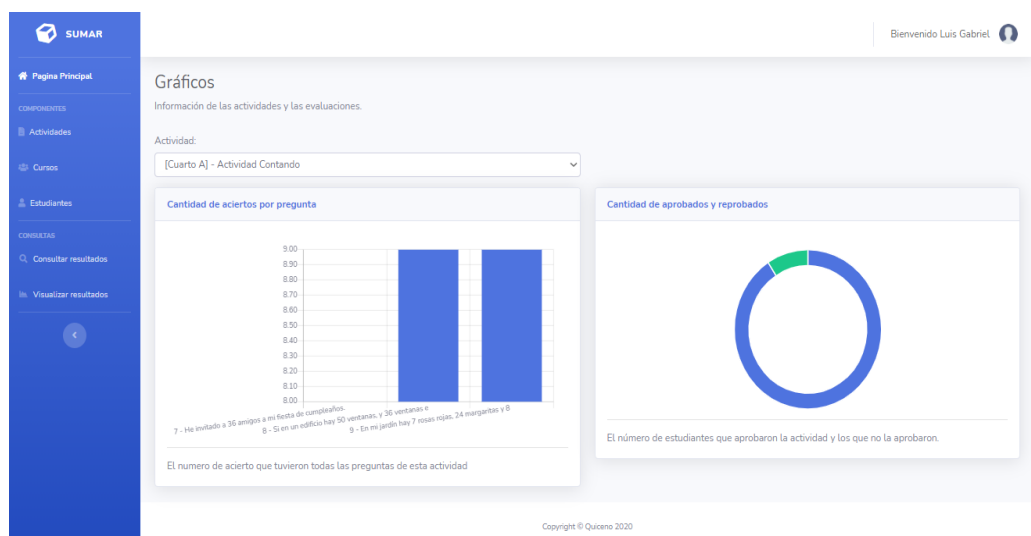 SUMAR
Bienvenido Luis Gabriel
Pagina Principal
COMPONENTES
Actividades
Cursos
Estudiantes
CONSULTAS
Consultar resultados
Visualizar resultados
Gráficos
Información de las actividades y las evaluaciones.
Actividad:
[Cuarto A] - Actividad Contando
Cantidad de aciertos por pregunta
9.00
8.90
8.80
8.70
8.60
8.50
8.40
8.30
8.20
8.10
8.00
7 - He invitado a 36 amigos a mi fiesta de cumpleaños.
8 - Si en un edificio hay 50 ventanas, y 36 ventanas e
9 - En mi jardín hay 7 rosas rojas, 24 margaritas y 8
El numero de acierto que tuvieron todas las preguntas de esta actividad
Cantidad de aprobados y reprobados
El número de estudiantes que aprobaron la actividad y los que no la aprobaron.
Copyright © Quiceno 2020